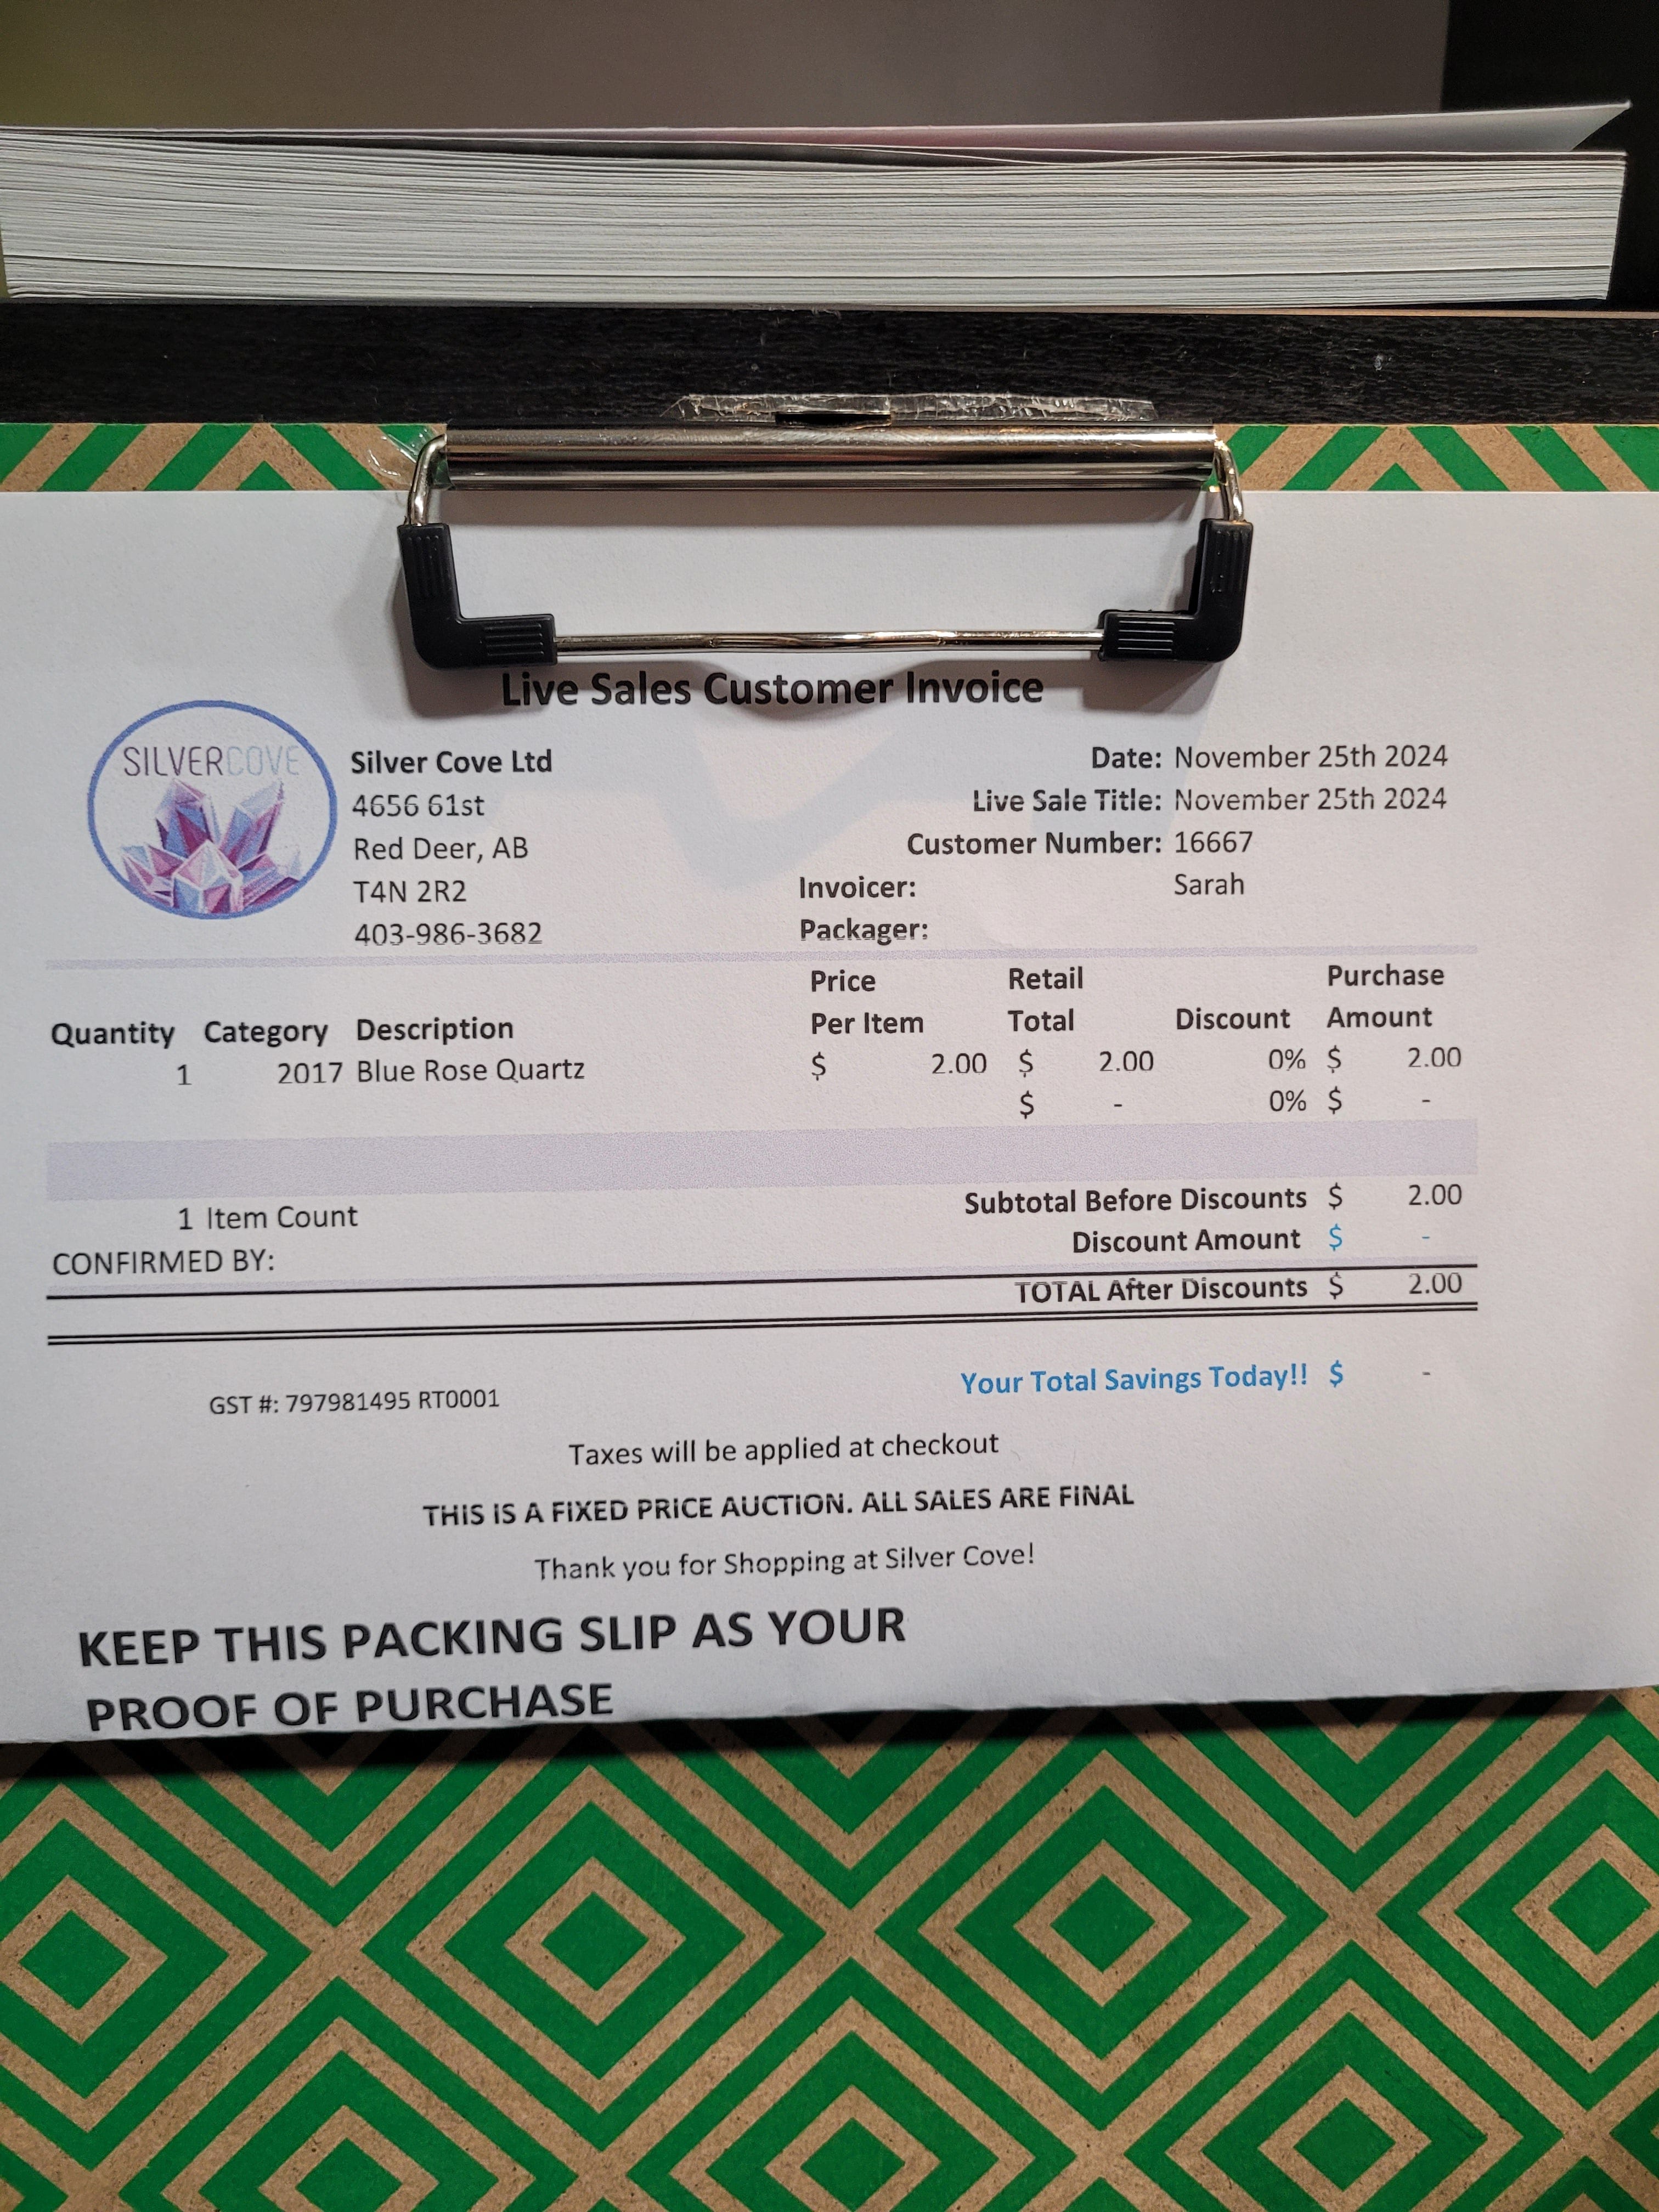 Live Sales Customer Invoice
SILVERCOVE
Silver Cove Ltd
4656 61st
Red Deer, AB
T4N 2R2
403-986-3682
Date: November 25th 2024
Live Sale Title: November 25th 2024
Customer Number: 16667
Invoicer: Sarah
Packager:
Quantity Category Description Price Per Item Retail Total Discount Purchase Amount
1 2017 Blue Rose Quartz $ 2.00 $ 2.00 0% $ 2.00
$ - 0% $ -
1 Item Count
CONFIRMED BY:
Subtotal Before Discounts $ 2.00
Discount Amount $ -
TOTAL After Discounts $ 2.00
Your Total Savings Today!! $ -
GST #: 797981495 RT0001
Taxes will be applied at checkout
THIS IS A FIXED PRICE AUCTION. ALL SALES ARE FINAL
Thank you for Shopping at Silver Cove!
KEEP THIS PACKING SLIP AS YOUR
PROOF OF PURCHASE